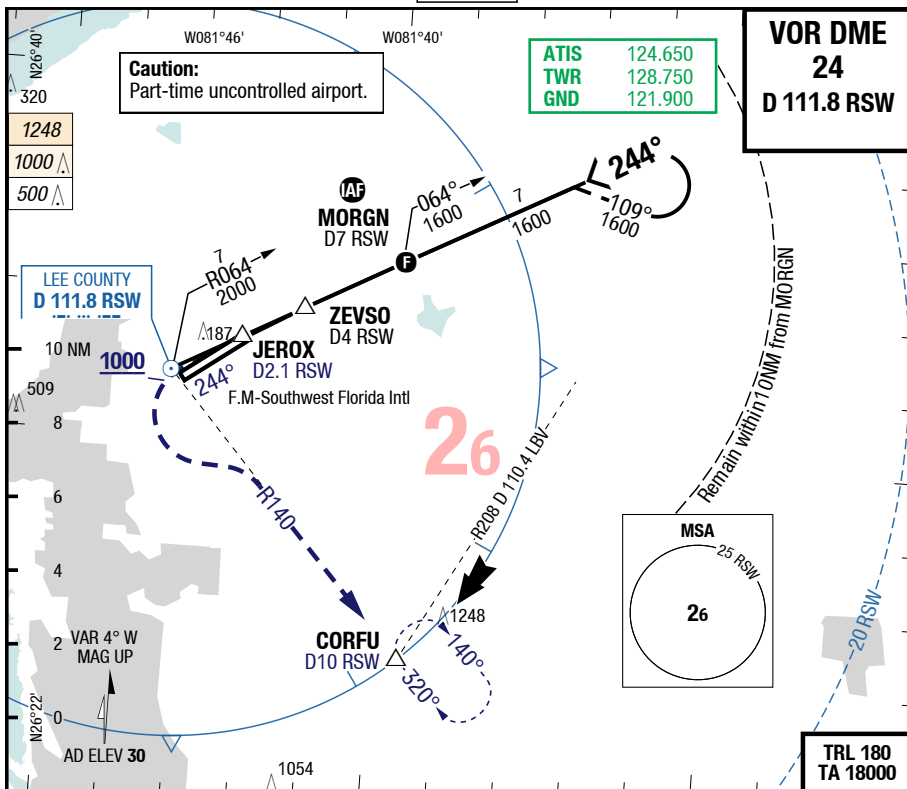 W081°46'
W081°40'
N26°40'
320
1248
1000
500
Caution:
Part-time uncontrolled airport.
ATIS 124.650
TWR 128.750
GND 121.900
VOR DME
24
D 111.8 RSW
244°
109°
1600
7
1600
064°
1600
IAF
MORGN
D7 RSW
F
7
R064
2000
LEE COUNTY
D 111.8 RSW
ZEVSO
D4 RSW
187
JEROX
D2.1 RSW
244°
F.M-Southwest Florida Intl
1000
10 NM
509
8
6
4
2
0
26
R140
R208 D 110.4 LBV
Remain within 10NM from MORGN
MSA
25 RSW
26
20 RSW
1248
CORFU
D10 RSW
140°
320°
VAR 4° W
MAG UP
N26°22'
AD ELEV 30
1054
TRL 180
TA 18000